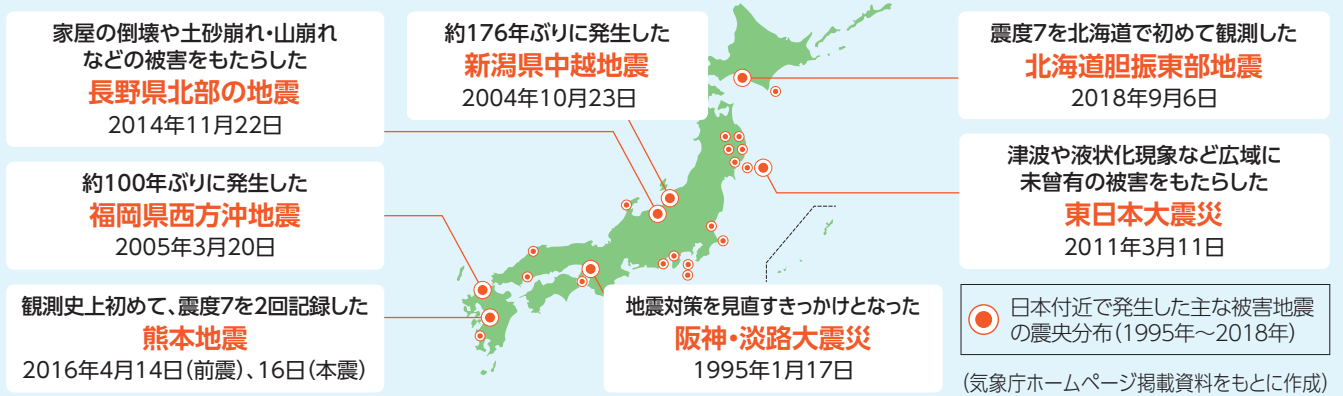 家屋の倒壊や土砂崩れ・山崩れ
などの被害をもたらした
長野県北部の地震
2014年11月22日
約176年ぶりに発生した
新潟県中越地震
2004年10月23日
震度7を北海道で初めて観測した
北海道胆振東部地震
2018年9月6日
約100年ぶりに発生した
福岡県西方沖地震
2005年3月20日
津波や液状化現象など広域に
未曾有の被害をもたらした
東日本大震災
2011年3月11日
観測史上初めて、震度7を2回記録した
熊本地震
2016年4月14日(前震)、16日(本震)
地震対策を見直すきっかけとなった
阪神・淡路大震災
1995年1月17日
日本付近で発生した主な被害地震
の震央分布(1995年〜2018年)
(気象庁ホームページ掲載資料をもとに作成)